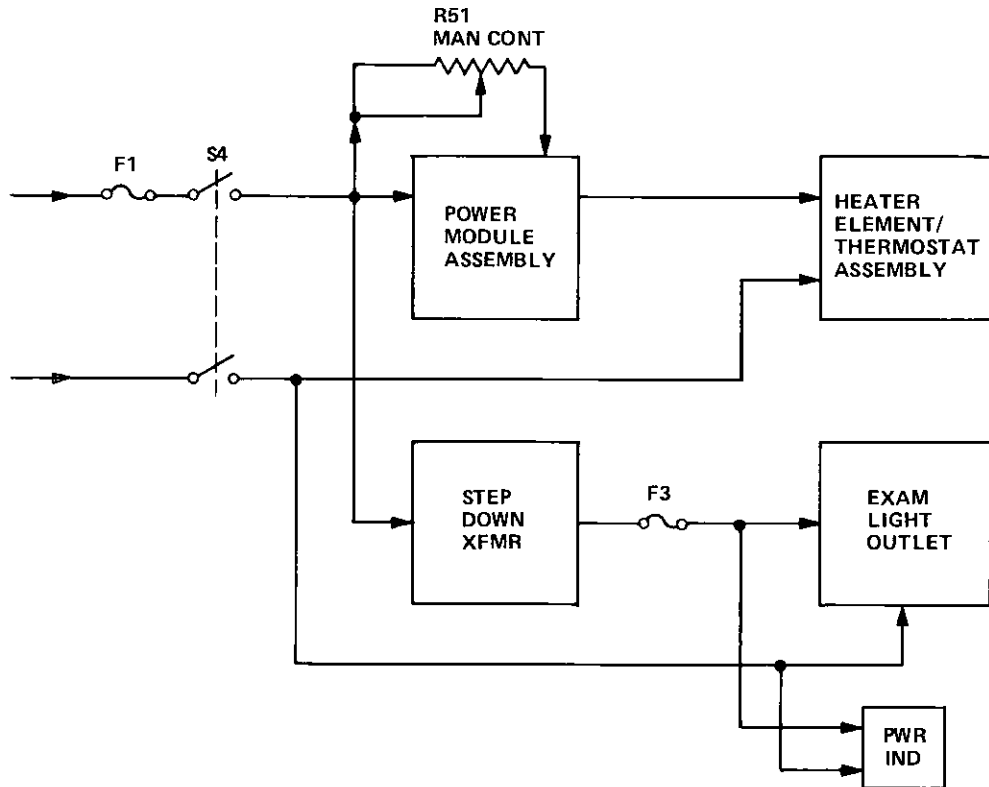 R51
MAN CONT
F1
S4
POWER
MODULE
ASSEMBLY
HEATER
ELEMENT/
THERMOSTAT
ASSEMBLY
STEP
DOWN
XFMR
F3
EXAM
LIGHT
OUTLET
PWR
IND